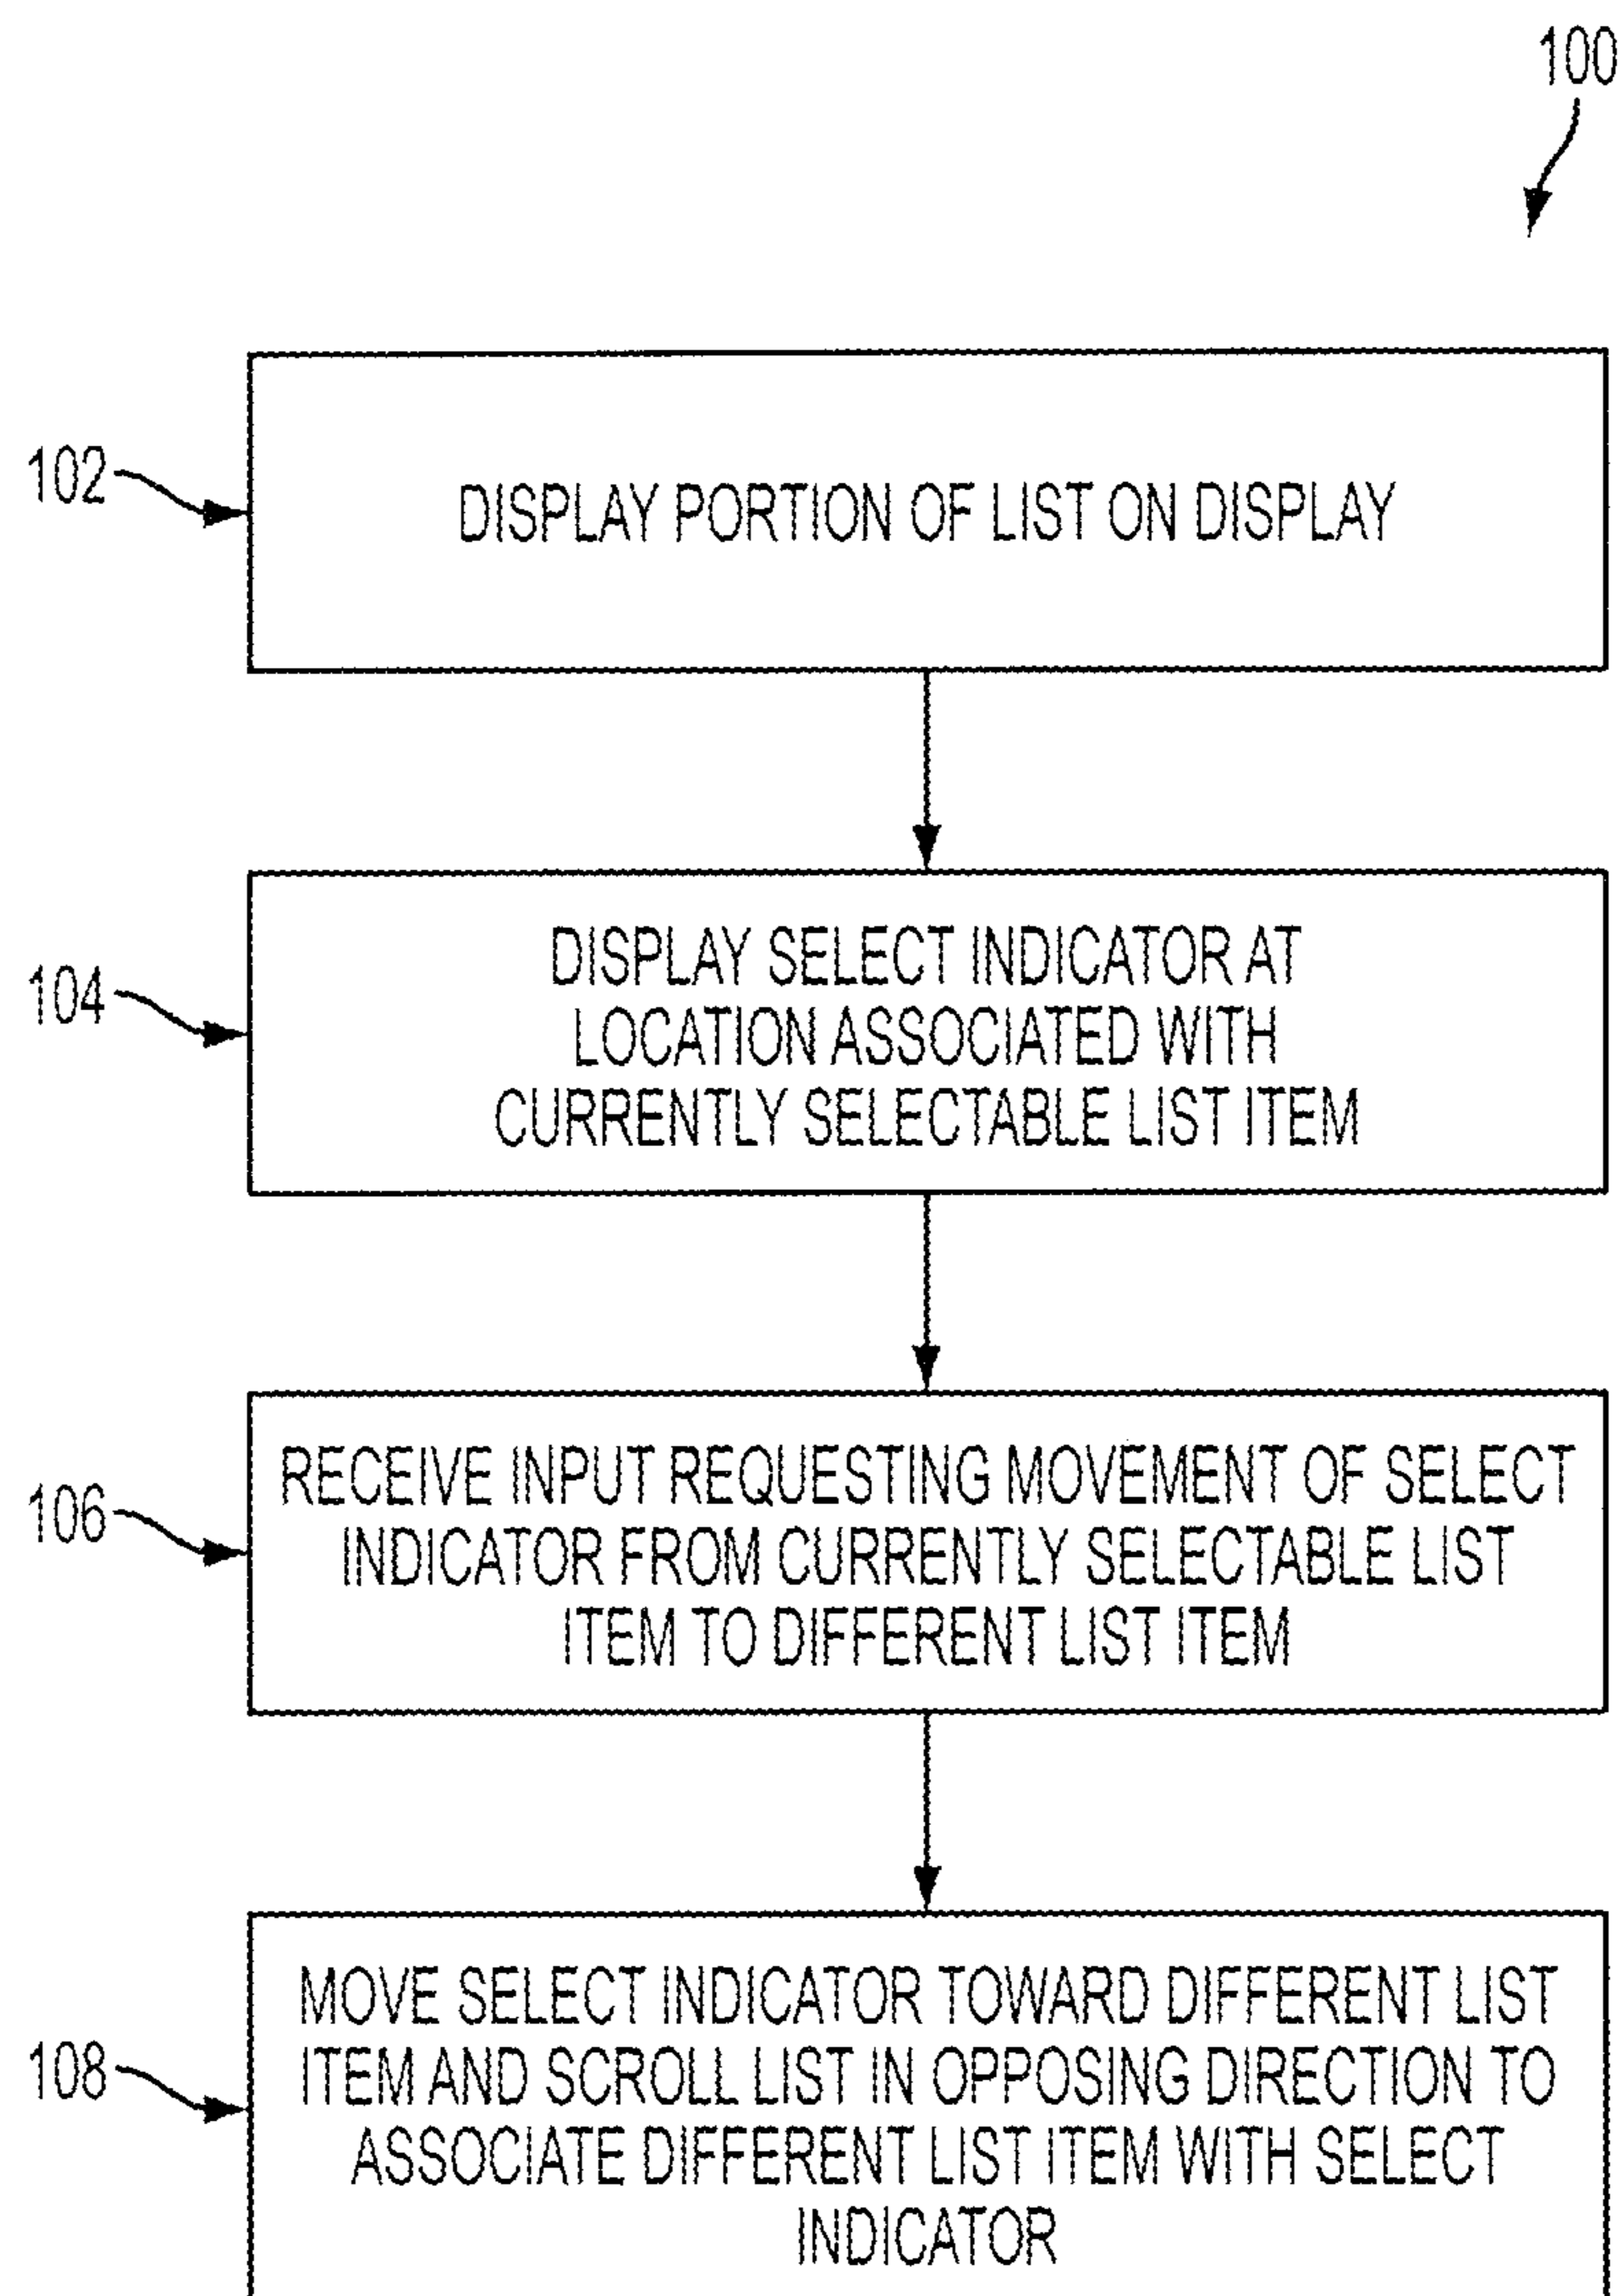 100
102
DISPLAY PORTION OF LIST ON DISPLAY
104
DISPLAY SELECT INDICATOR AT
LOCATION ASSOCIATED WITH
CURRENTLY SELECTABLE LIST ITEM
106
RECEIVE INPUT REQUESTING MOVEMENT OF SELECT
INDICATOR FROM CURRENTLY SELECTABLE LIST
ITEM TO DIFFERENT LIST ITEM
108
MOVE SELECT INDICATOR TOWARD DIFFERENT LIST
ITEM AND SCROLL LIST IN OPPOSING DIRECTION TO
ASSOCIATE DIFFERENT LIST ITEM WITH SELECT
INDICATOR